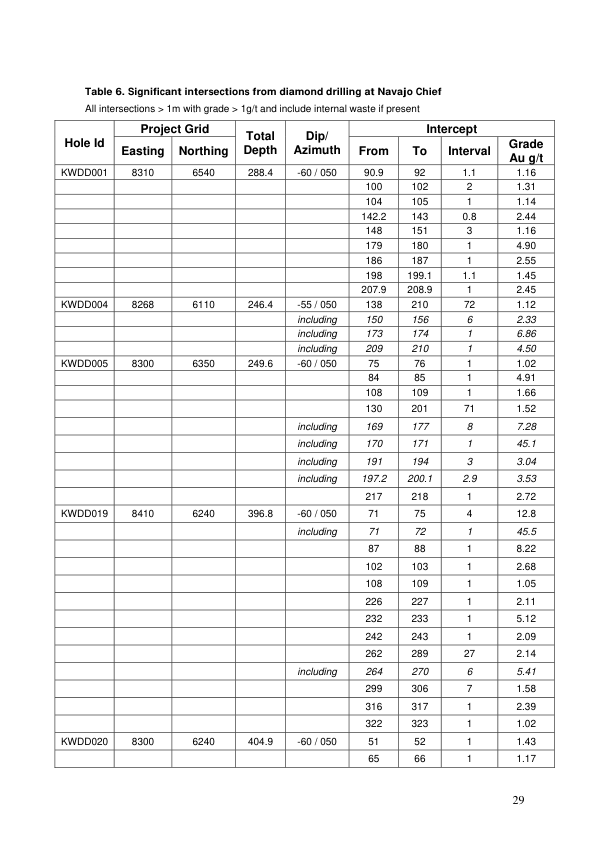 Table 6. Significant intersections from diamond drilling at Navajo Chief
All intersections > 1m with grade > 1g/t and include internal waste if present
Hole Id Project Grid Total Depth Dip/ Azimuth Intercept
Easting Northing From To Interval Grade Au g/t
KWDD001 8310 6540 288.4 -60 / 050 90.9 92 1.1 1.16
100 102 2 1.31
104 105 1 1.14
142.2 143 0.8 2.44
148 151 3 1.16
179 180 1 4.90
186 187 1 2.55
198 199.1 1.1 1.45
207.9 208.9 1 2.45
KWDD004 8268 6110 246.4 -55 / 050 138 210 72 1.12
including 150 156 6 2.33
including 173 174 1 6.86
including 209 210 1 4.50
KWDD005 8300 6350 249.6 -60 / 050 75 76 1 1.02
84 85 1 4.91
108 109 1 1.66
130 201 71 1.52
including 169 177 8 7.28
including 170 171 1 45.1
including 191 194 3 3.04
including 197.2 200.1 2.9 3.53
217 218 1 2.72
KWDD019 8410 6240 396.8 -60 / 050 71 75 4 12.8
including 71 72 1 45.5
87 88 1 8.22
102 103 1 2.68
108 109 1 1.05
226 227 1 2.11
232 233 1 5.12
242 243 1 2.09
262 289 27 2.14
including 264 270 6 5.41
299 306 7 1.58
316 317 1 2.39
322 323 1 1.02
KWDD020 8300 6240 404.9 -60 / 050 51 52 1 1.43
65 66 1 1.17
29